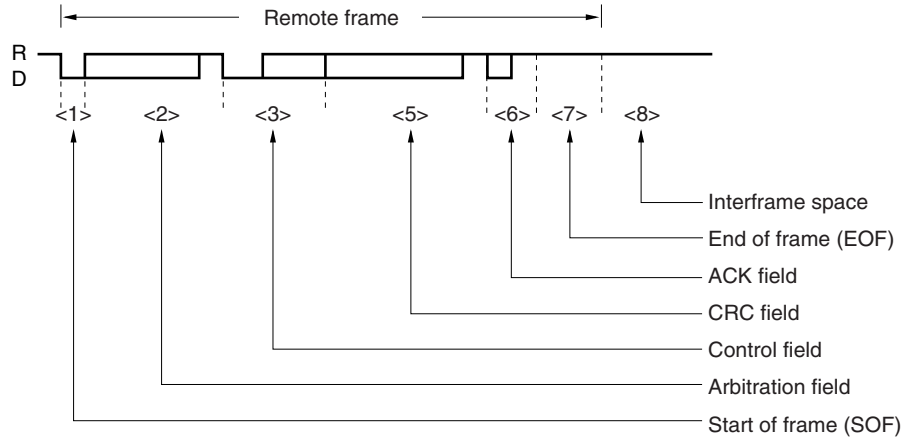 Remote frame
R
D
<1> <2> <3> <5> <6> <7> <8>
Interframe space
End of frame (EOF)
ACK field
CRC field
Control field
Arbitration field
Start of frame (SOF)